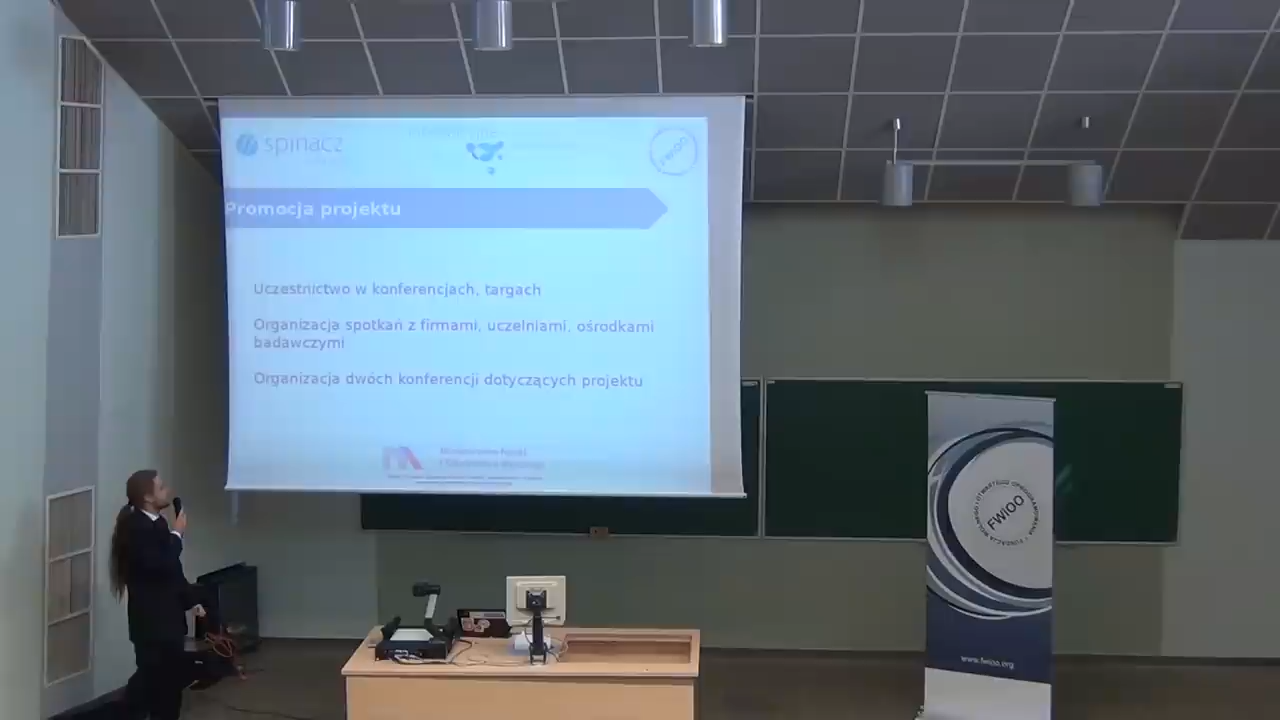 spinacz
FWiOO
Promocja projektu
Uczestnictwo w konferencjach, targach
Organizacja spotkań z firmami, uczelniami, ośrodkami
badawczymi
Organizacja dwóch konferencji dotyczących projektu
FWiOO
www.fwioo.org